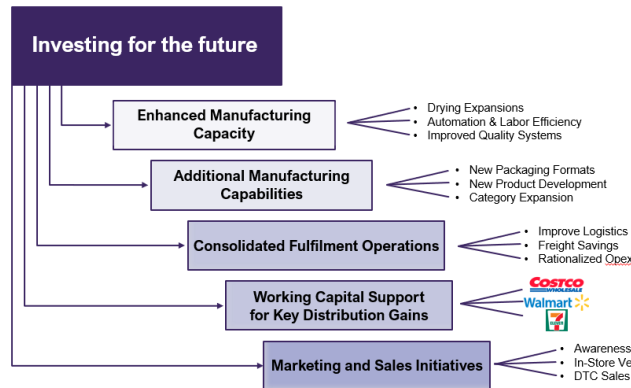 Investing for the future
Enhanced Manufacturing
Capacity
• Drying Expansions
• Automation & Labor Efficiency
• Improved Quality Systems
Additional Manufacturing
Capabilities
• New Packaging Formats
• New Product Development
• Category Expansion
Consolidated Fulfilment Operations
• Improve Logistics
• Freight Savings
• Rationalized Opex
Working Capital Support
for Key Distribution Gains
COSTCO
WHOLESALE
Walmart
7
ELEVEN
Marketing and Sales Initiatives
• Awareness
• In-Store Ve
• DTC Sales